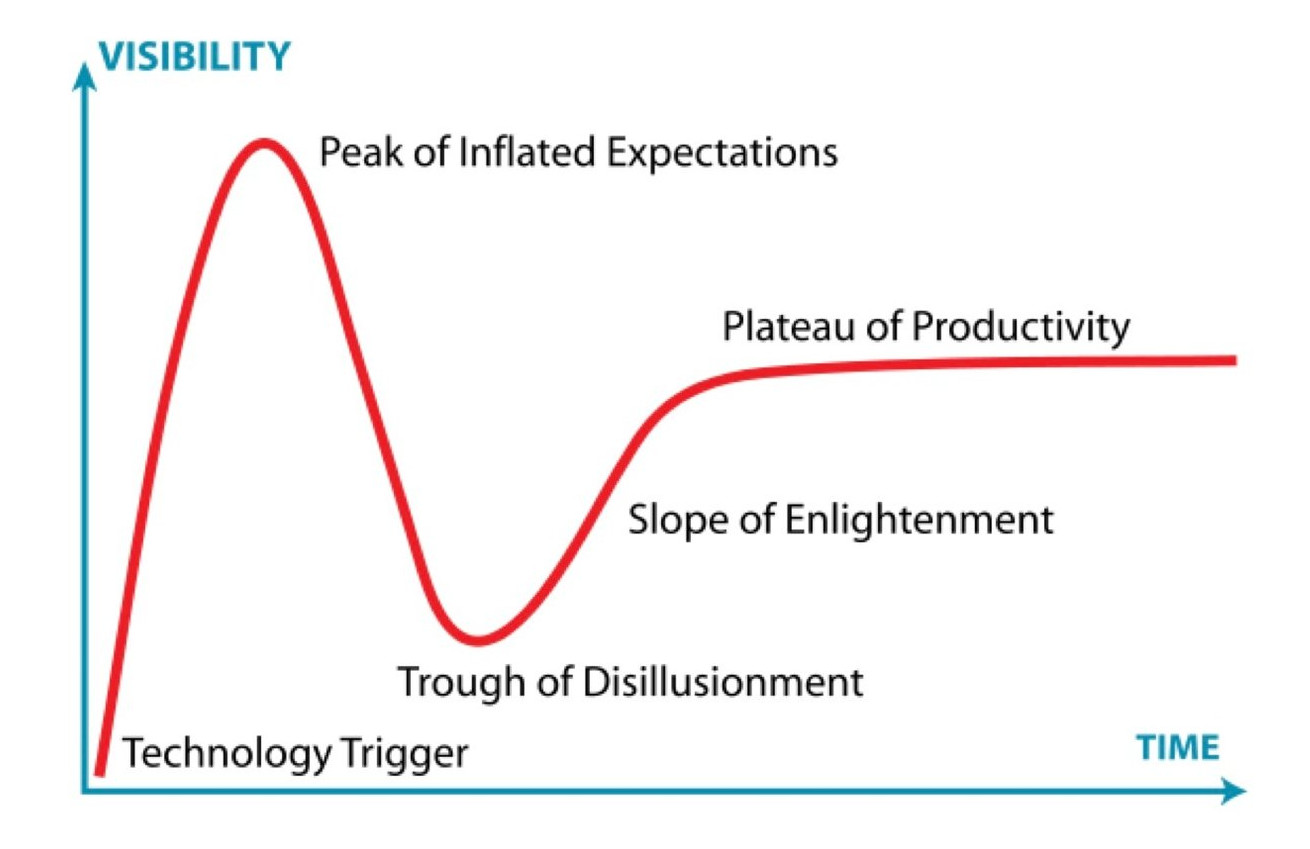 VISIBILITY
Peak of Inflated Expectations
Plateau of Productivity
Slope of Enlightenment
Trough of Disillusionment
Technology Trigger
TIME